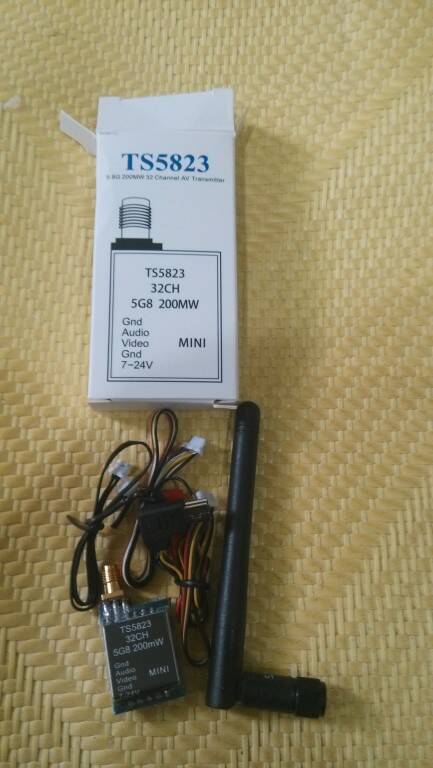 TS5823
5.8G 200MW 32 Channel AV Transmitter
TS5823
32CH
5G8 200MW
Gnd
Audio
Video MINI
Gnd
7-24V
TS5823
32CH
5G8 200mW
Gnd
Audio
Video MINI
Gnd
7-24V